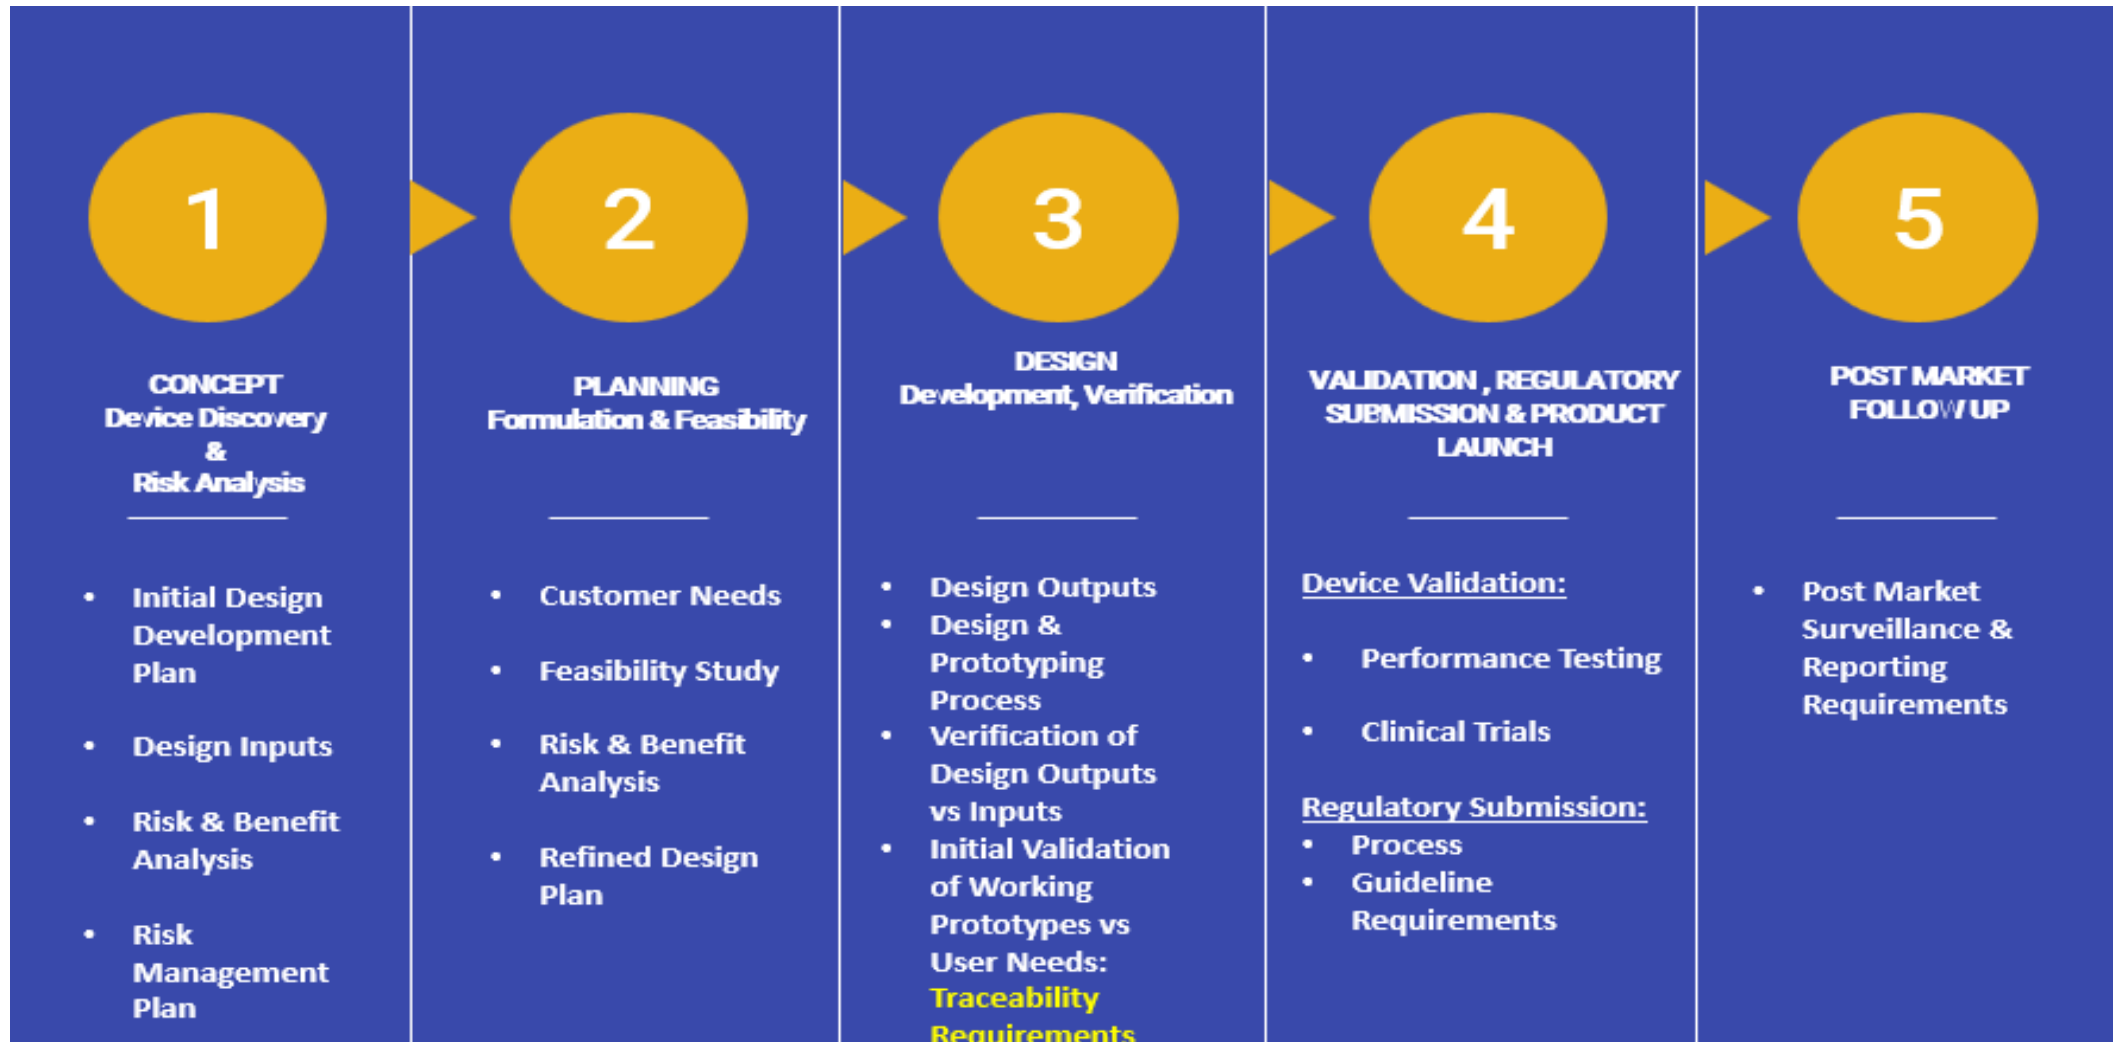 1
CONCEPT
Device Discovery
&
Risk Analysis
• Initial Design
Development
Plan
• Design Inputs
• Risk & Benefit
Analysis
• Risk
Management
Plan
2
PLANNING
Formulation & Feasibility
• Customer Needs
• Feasibility Study
• Risk & Benefit
Analysis
• Refined Design
Plan
3
DESIGN
Development, Verification
• Design Outputs
• Design &
Prototyping
Process
• Verification of
Design Outputs
vs Inputs
• Initial Validation
of Working
Prototypes vs
User Needs:
Traceability
Requirements
4
VALIDATION , REGULATORY
SUBMISSION & PRODUCT
LAUNCH
Device Validation:
• Performance Testing
• Clinical Trials
Regulatory Submission:
• Process
• Guideline
Requirements
5
POST MARKET
FOLLOW UP
• Post Market
Surveillance &
Reporting
Requirements